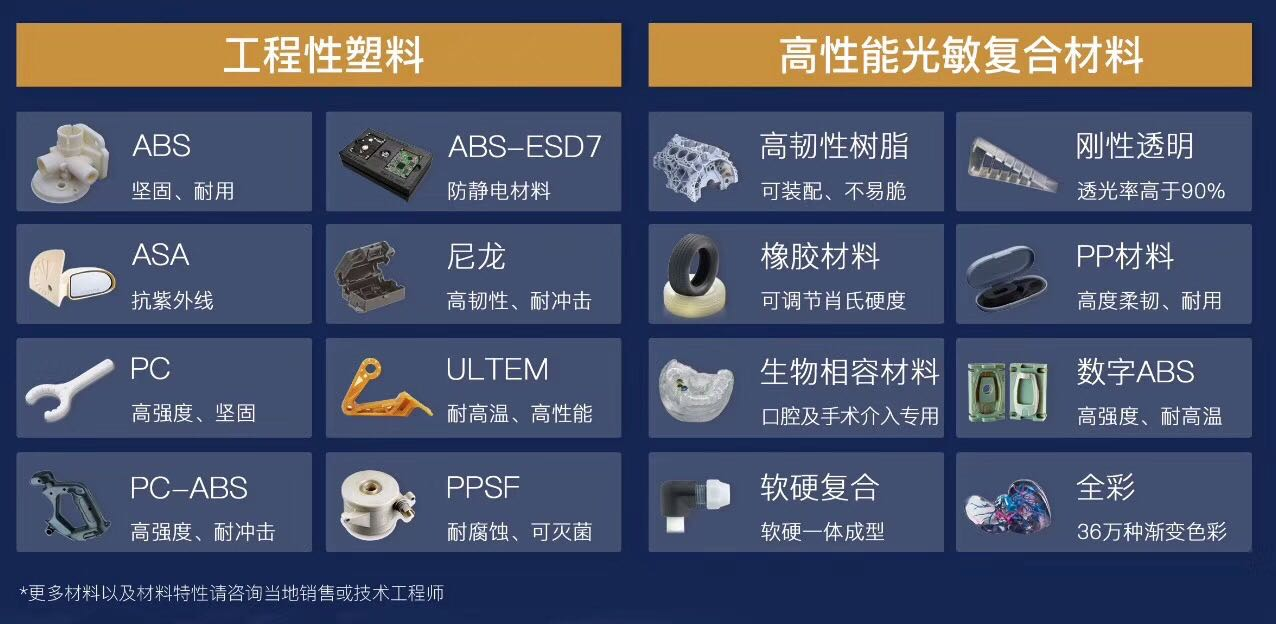 工程性塑料
ABS
坚固、耐用
ABS-ESD7
防静电材料
ASA
抗紫外线
尼龙
高韧性、耐冲击
PC
高强度、坚固
ULTEM
耐高温、高性能
PC-ABS
高强度、耐冲击
PPSF
耐腐蚀、可灭菌
高性能光敏复合材料
高韧性树脂
可装配、不易脆
刚性透明
透光率高于90%
橡胶材料
可调节肖氏硬度
PP材料
高度柔韧、耐用
生物相容材料
口腔及手术介入专用
数字ABS
高强度、耐高温
软硬复合
软硬一体成型
全彩
36万种渐变色彩
*更多材料以及材料特性请咨询当地销售或技术工程师